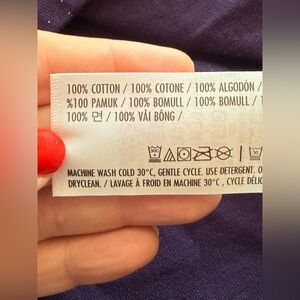 100% COTTON / 100% COTONE / 100% ALGODÓN /
%100 PAMUK / 100% BOMULL / 100% BOMULL /
100% 면 / 100% VẢI BÔNG /
MACHINE WASH COLD 30°C, GENTLE CYCLE. USE DETERGENT.
DRYCLEAN. / LAVAGE À FROID EN MACHINE 30°C , CYCLE DÉLIC